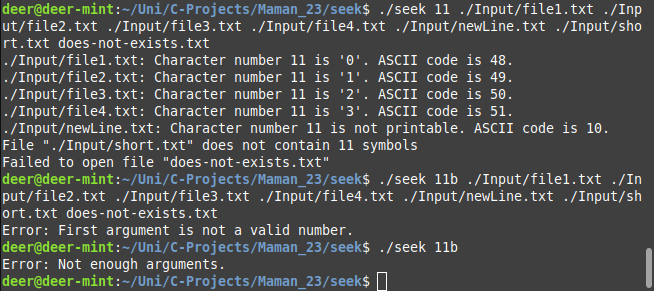 deer@deer-mint:~/Uni/C-Projects/Maman_23/seek$ ./seek 11 ./Input/file1.txt ./Inp
ut/file2.txt ./Input/file3.txt ./Input/file4.txt ./Input/newLine.txt ./Input/sho
rt.txt does-not-exists.txt
./Input/file1.txt: Character number 11 is '0'. ASCII code is 48.
./Input/file2.txt: Character number 11 is '1'. ASCII code is 49.
./Input/file3.txt: Character number 11 is '2'. ASCII code is 50.
./Input/file4.txt: Character number 11 is '3'. ASCII code is 51.
./Input/newLine.txt: Character number 11 is not printable. ASCII code is 10.
File "./Input/short.txt" does not contain 11 symbols
Failed to open file "does-not-exists.txt"
deer@deer-mint:~/Uni/C-Projects/Maman_23/seek$ ./seek 11b ./Input/file1.txt ./In
put/file2.txt ./Input/file3.txt ./Input/file4.txt ./Input/newLine.txt ./Input/sh
ort.txt does-not-exists.txt
Error: First argument is not a valid number.
deer@deer-mint:~/Uni/C-Projects/Maman_23/seek$ ./seek 11b
Error: Not enough arguments.
deer@deer-mint:~/Uni/C-Projects/Maman_23/seek$